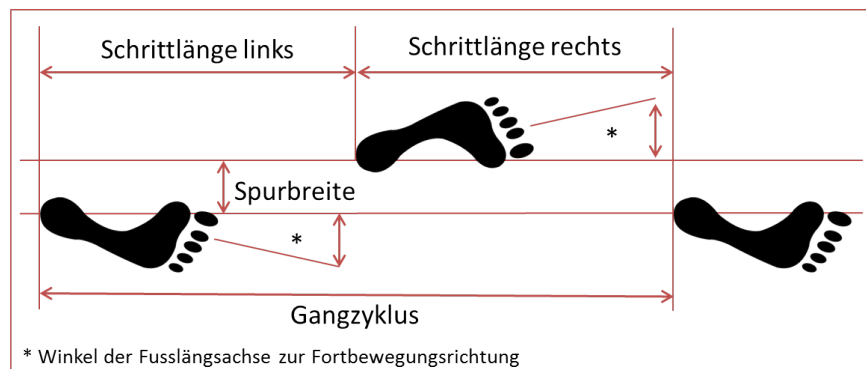 Schrittlänge links
Schrittlänge rechts
*
Spurbreite
*
Gangzyklus
* Winkel der Fusslängsachse zur Fortbewegungsrichtung